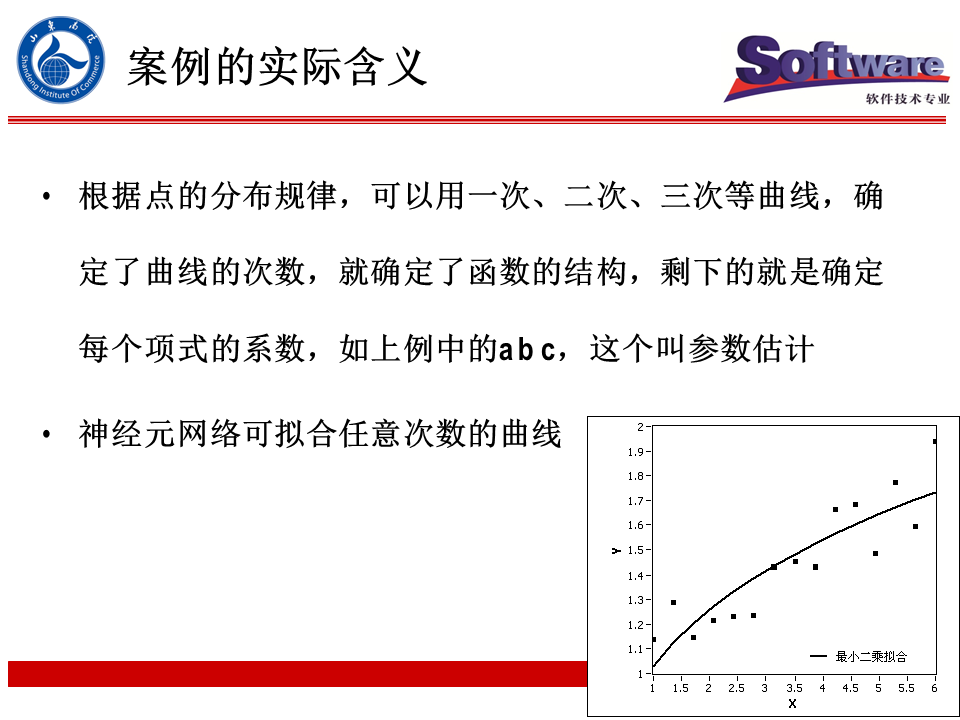 山东商院
Shandong Institute Of Commerce
案例的实际含义
Software
软件技术专业
• 根据点的分布规律，可以用一次、二次、三次等曲线，确
定了曲线的次数，就确定了函数的结构，剩下的就是确定
每个项式的系数，如上例中的a b c，这个叫参数估计
• 神经元网络可拟合任意次数的曲线
2
1.9
1.8
1.7
1.6
1.5
1.4
1.3
1.2
1.1
1
Y
最小二乘拟合
1 1.5 2 2.5 3 3.5 4 4.5 5 5.5 6
X